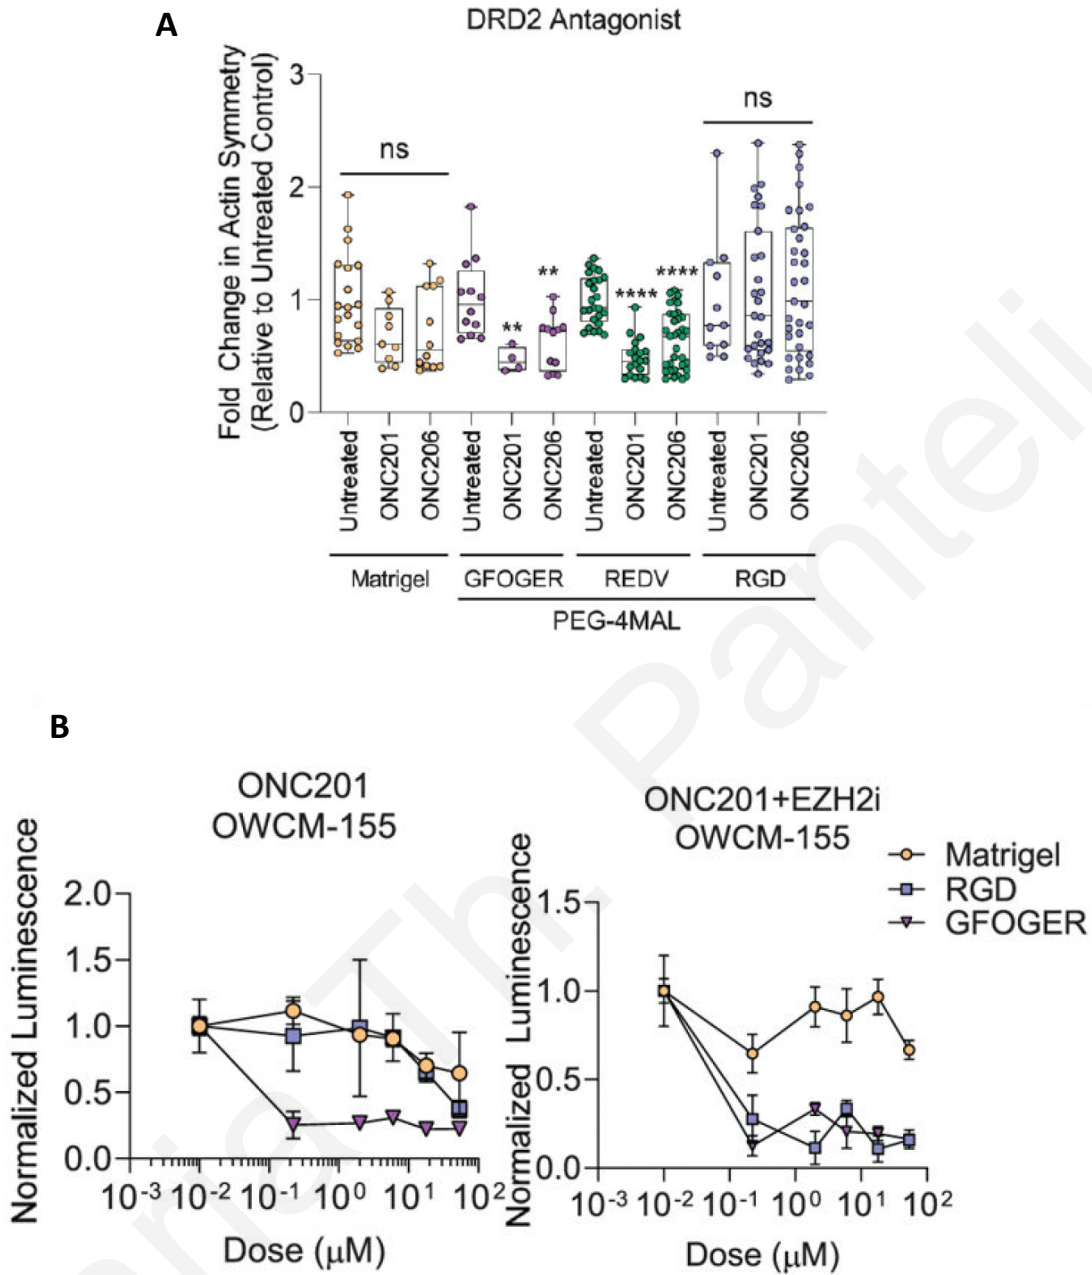 A
DRD2 Antagonist
Fold Change in Actin Symmetry
(Relative to Untreated Control)
3
2
1
0
ns
**
**
****
****
ns
Untreated
ONC201
ONC206
Untreated
ONC201
ONC206
Untreated
ONC201
ONC206
Untreated
ONC201
ONC206
Matrigel
GFOGER
REDV
RGD
PEG-4MAL
B
ONC201
OWCM-155
Normalized Luminescence
2.0
1.5
1.0
0.5
0.0
10-3
10-2
10-1
100
101
102
Dose (μM)
ONC201+EZH2i
OWCM-155
Normalized Luminescence
1.5
1.0
0.5
0.0
10-3
10-2
10-1
100
101
102
Dose (μM)
Matrigel
RGD
GFOGER
ria Th. Panteli